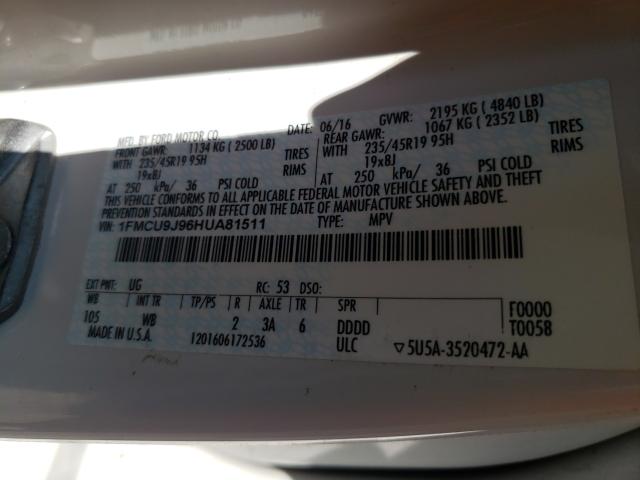 MFD. BY FORD MOTOR CO.
DATE: 06/16 GVWR: 2195 KG ( 4840 LB)
FRONT GAWR: 1134 KG ( 2500 LB) REAR GAWR: 1067 KG ( 2352 LB)
WITH 235/45R19 95H TIRES WITH 235/45R19 95H TIRES
19x8J RIMS 19x8J RIMS
AT 250 kPa/ 36 PSI COLD AT 250 kPa/ 36 PSI COLD
THIS VEHICLE CONFORMS TO ALL APPLICABLE FEDERAL MOTOR VEHICLE SAFETY AND THEFT
PREVENTION STANDARDS IN EFFECT ON THE DATE OF MANUFACTURE SHOWN ABOVE.
VIN: 1FMCU9J96HUA81511 TYPE: MPV
EXT PNT: UG RC: 53 DSO:
WB INT TR TP/PS R AXLE TR SPR F0000
105 WB 2 3A 6 DDDD T0058
MADE IN U.S.A. 1201606172536 ULC ▽5U5A-3520472-AA